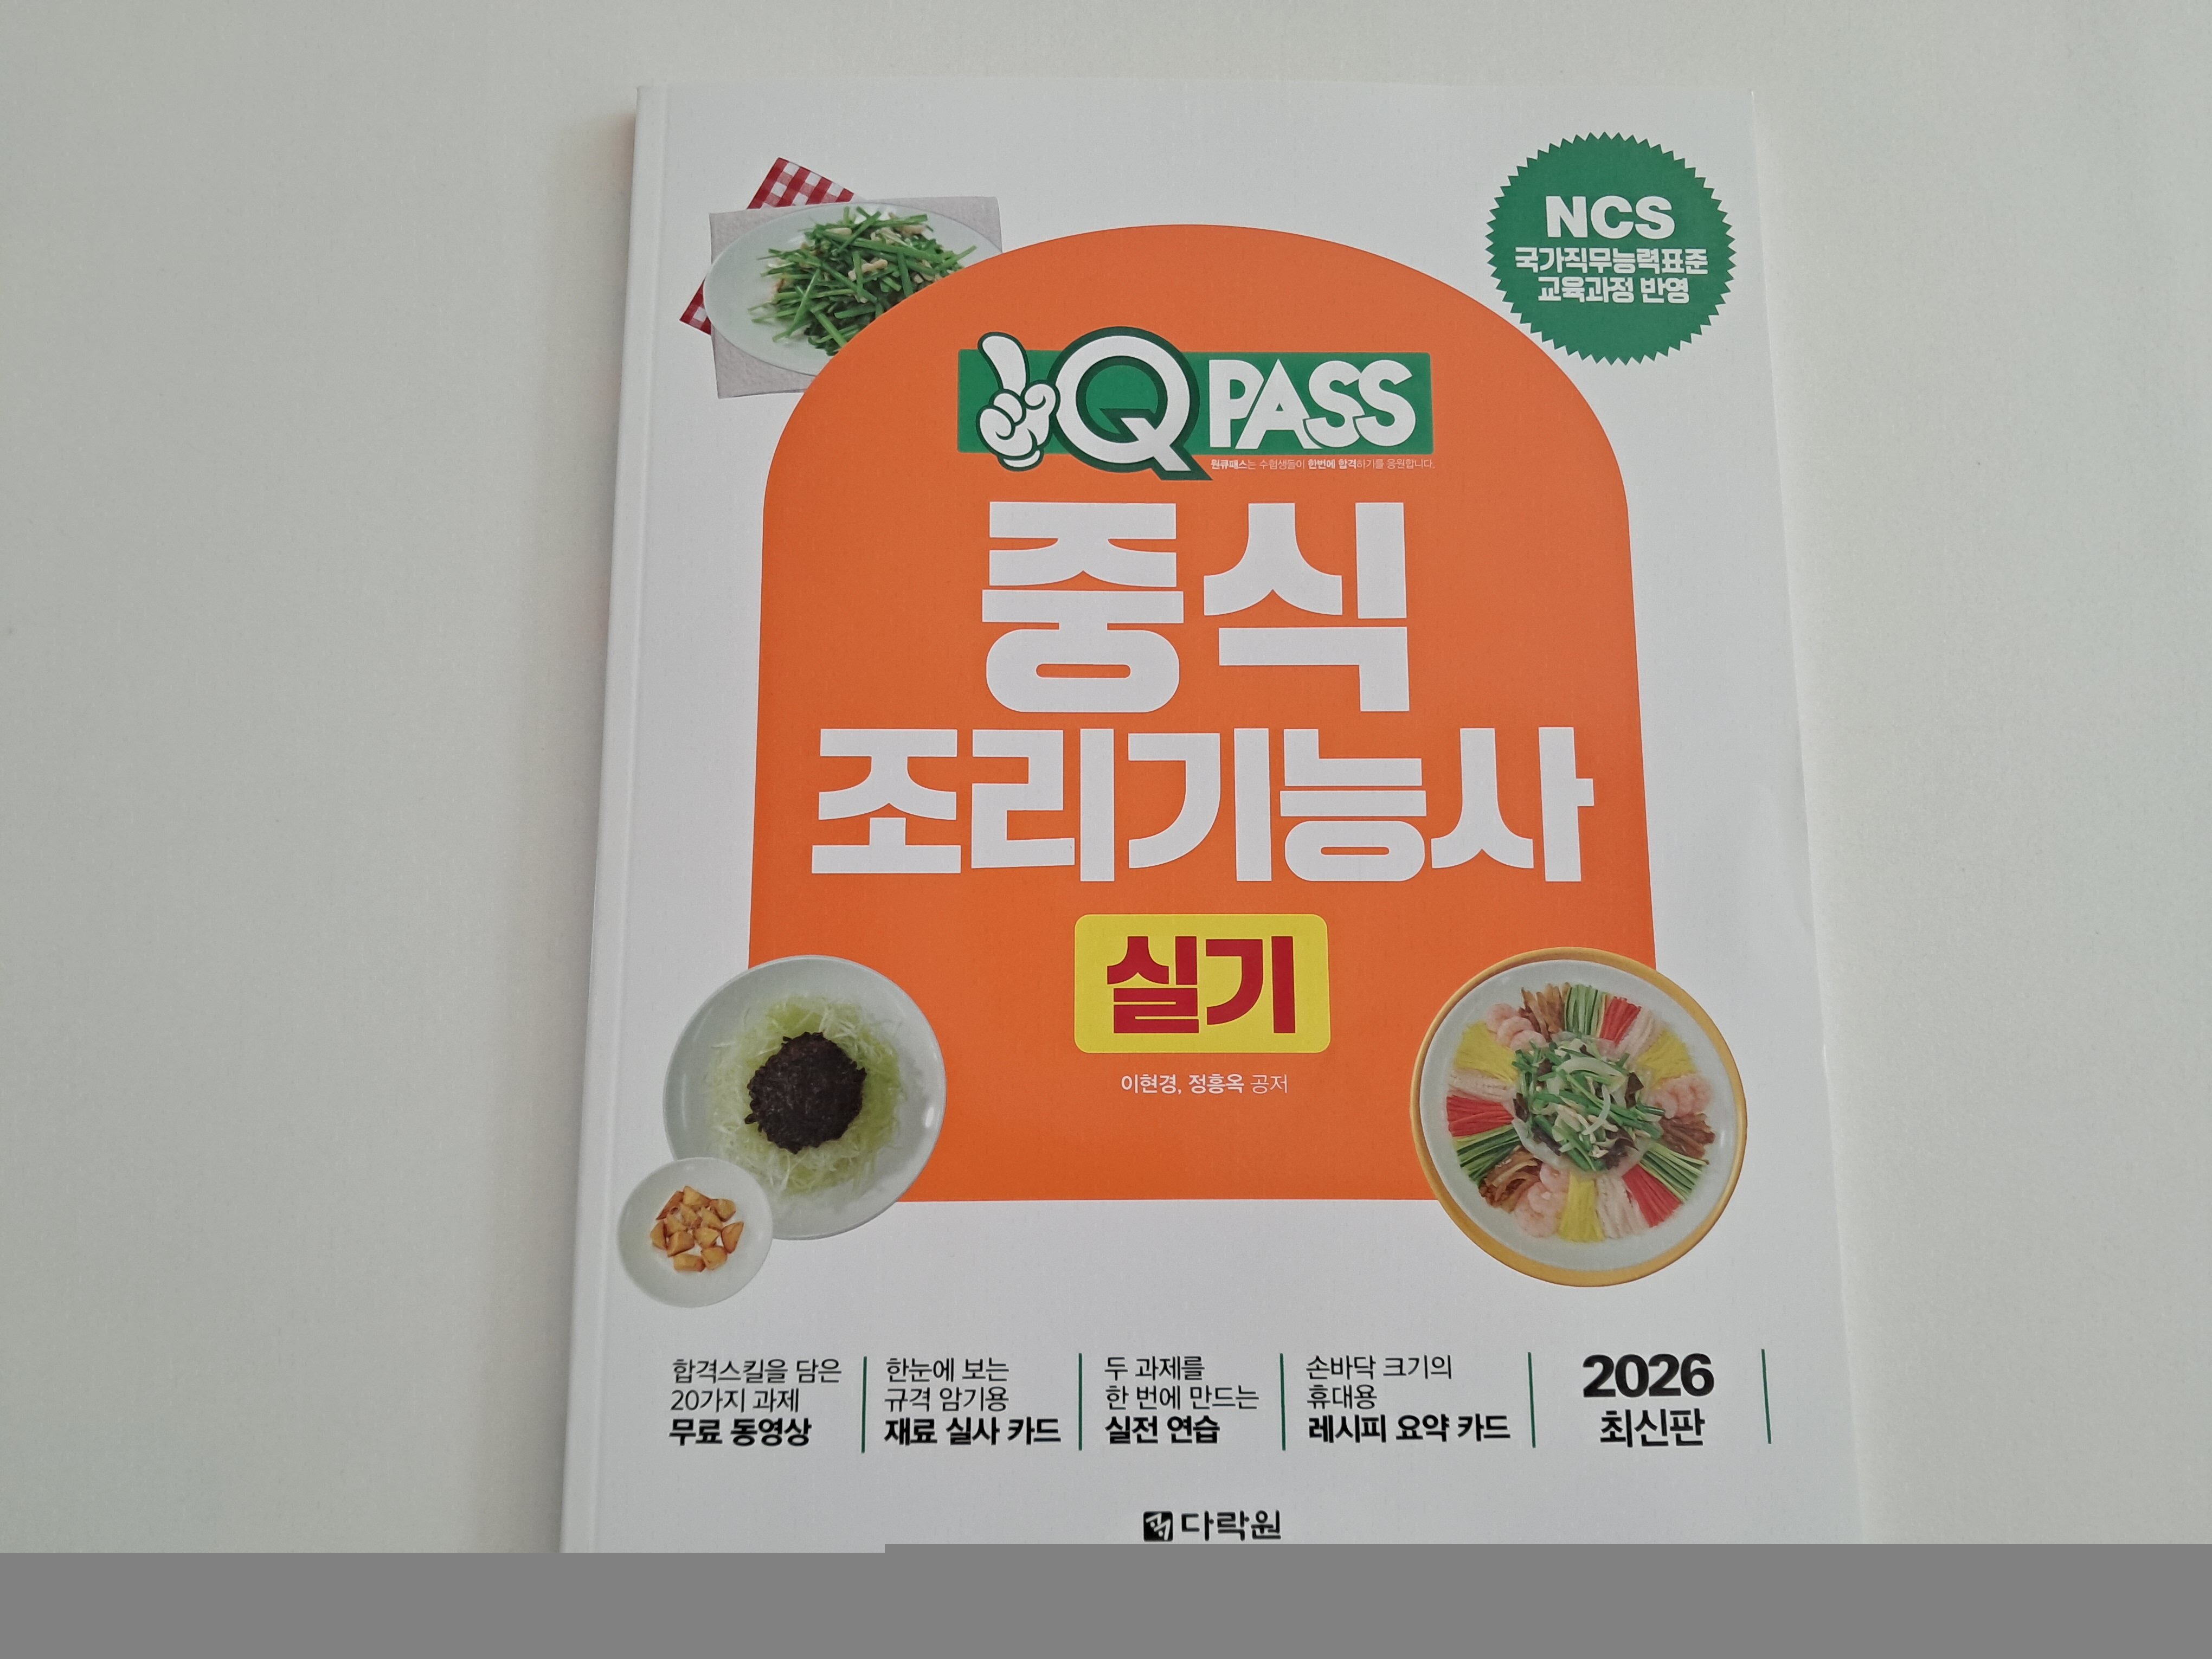 NCS
국가직무능력표준
교육과정 반영
Q PASS
원큐패스는 수험생들이 한번에 합격하기를 응원합니다.
중식
조리기능사
실기
이현경, 정흥옥 공저
합격스킬을 담은
20가지 과제
무료 동영상
한눈에 보는
규격 암기용
재료 실사 카드
두 과제를
한 번에 만드는
실전 연습
손바닥 크기의
휴대용
레시피 요약 카드
2026
최신판
다락원